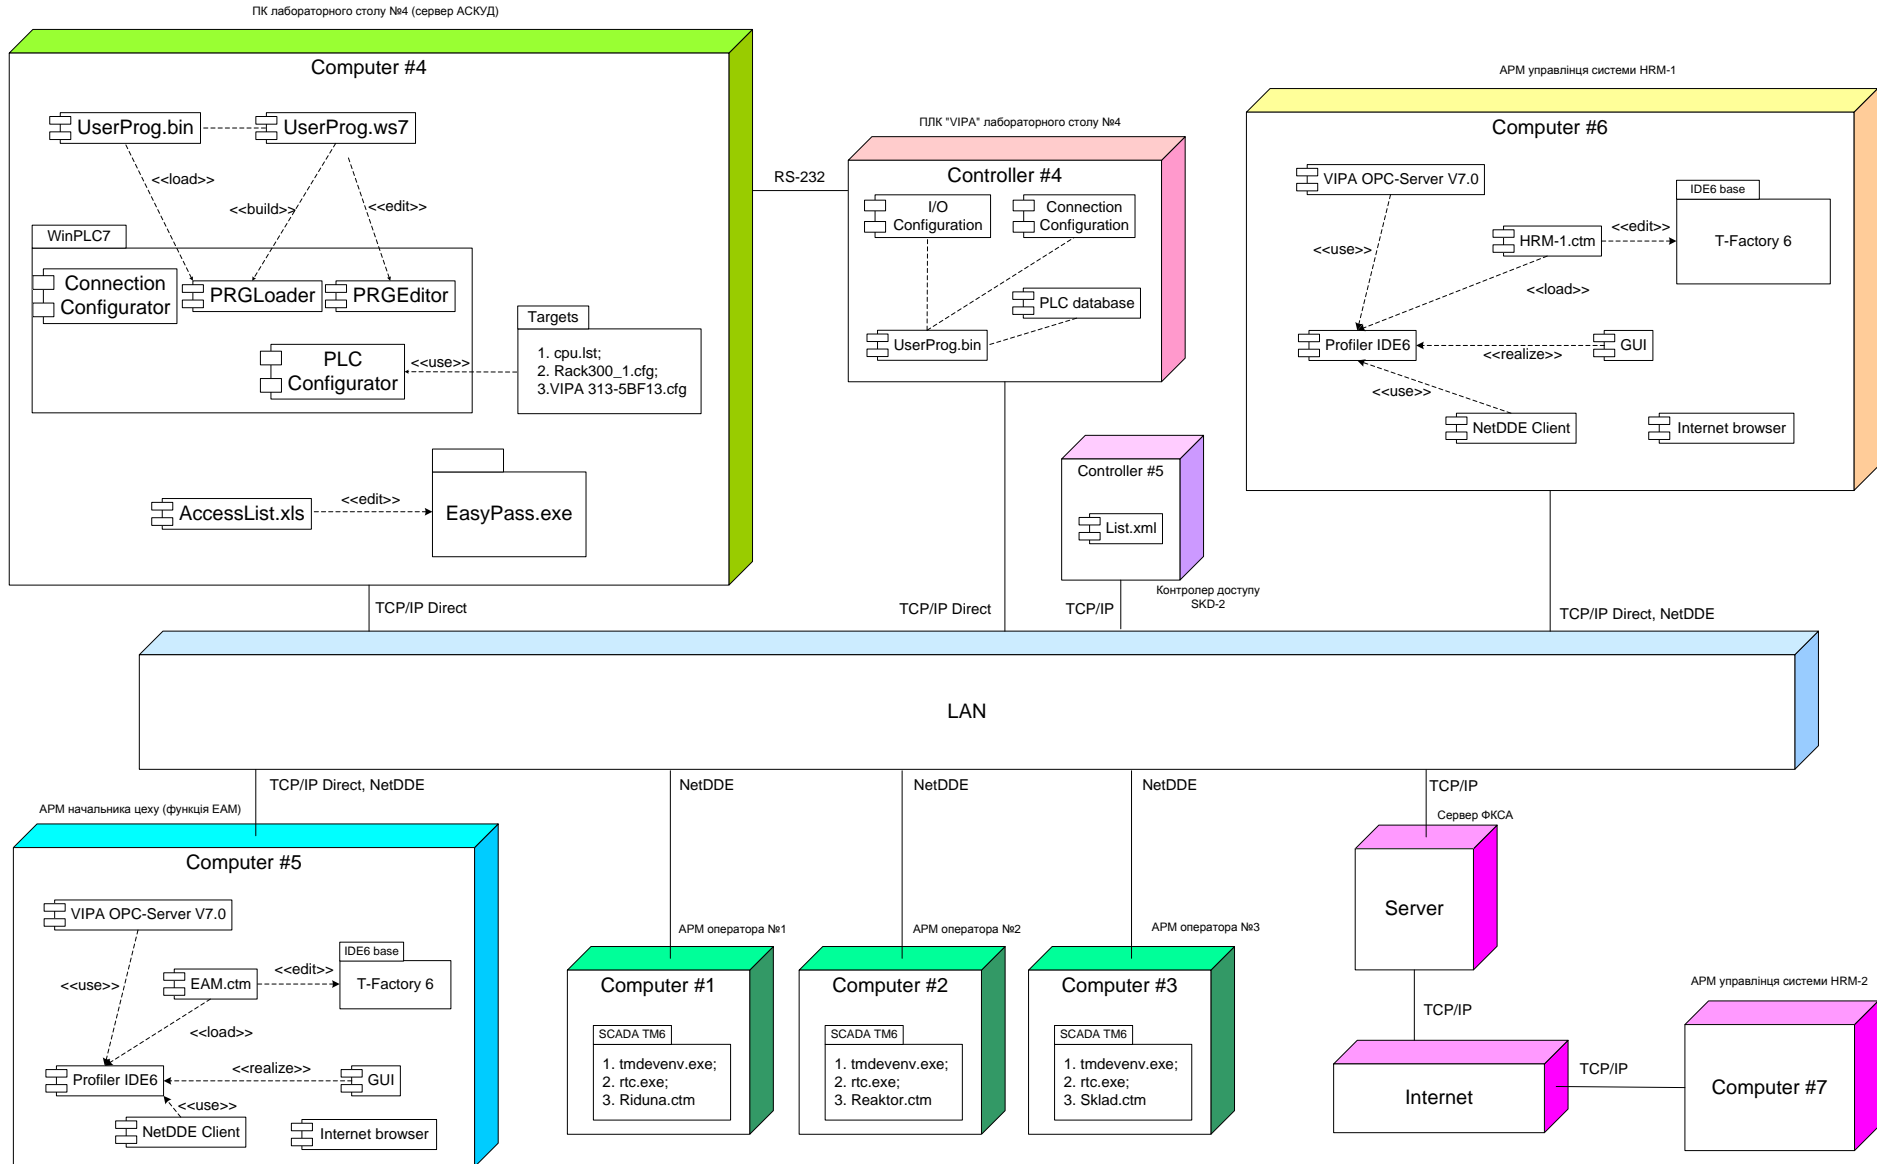 ПК лабораторного столу №4 (сервер АСКУД)
Computer #4
UserProg.bin
UserProg.ws7
<<load>>
<<build>>
<<edit>>
WinPLC7
Connection
Configurator
PRGLoader
PRGEditor
PLC
Configurator
<<use>>
Targets
1. cpu.lst;
2. Rack300_1.cfg;
3.VIPA 313-5BF13.cfg
AccessList.xls
<<edit>>
EasyPass.exe
RS-232
ПЛК "VIPA" лабораторного столу №4
Controller #4
I/O
Configuration
Connection
Configuration
PLC database
UserProg.bin
Controller #5
List.xml
Контролер доступу
SKD-2
АРМ управлінця системи HRM-1
Computer #6
VIPA OPC-Server V7.0
IDE6 base
T-Factory 6
HRM-1.ctm
<<edit>>
<<use>>
<<load>>
Profiler IDE6
<<realize>>
GUI
<<use>>
NetDDE Client
Internet browser
TCP/IP Direct
TCP/IP Direct
TCP/IP
TCP/IP Direct, NetDDE
LAN
TCP/IP Direct, NetDDE
NetDDE
NetDDE
NetDDE
TCP/IP
АРМ начальника цеху (функція EAM)
Computer #5
VIPA OPC-Server V7.0
IDE6 base
T-Factory 6
EAM.ctm
<<edit>>
<<use>>
<<load>>
Profiler IDE6
<<realize>>
GUI
<<use>>
NetDDE Client
Internet browser
АРМ оператора №1
Computer #1
SCADA TM6
1. tmdevenv.exe;
2. rtc.exe;
3. Riduna.ctm
АРМ оператора №2
Computer #2
SCADA TM6
1. tmdevenv.exe;
2. rtc.exe;
3. Reaktor.ctm
АРМ оператора №3
Computer #3
SCADA TM6
1. tmdevenv.exe;
2. rtc.exe;
3. Sklad.ctm
Сервер ФКСА
Server
TCP/IP
Internet
TCP/IP
АРМ управлінця системи HRM-2
Computer #7